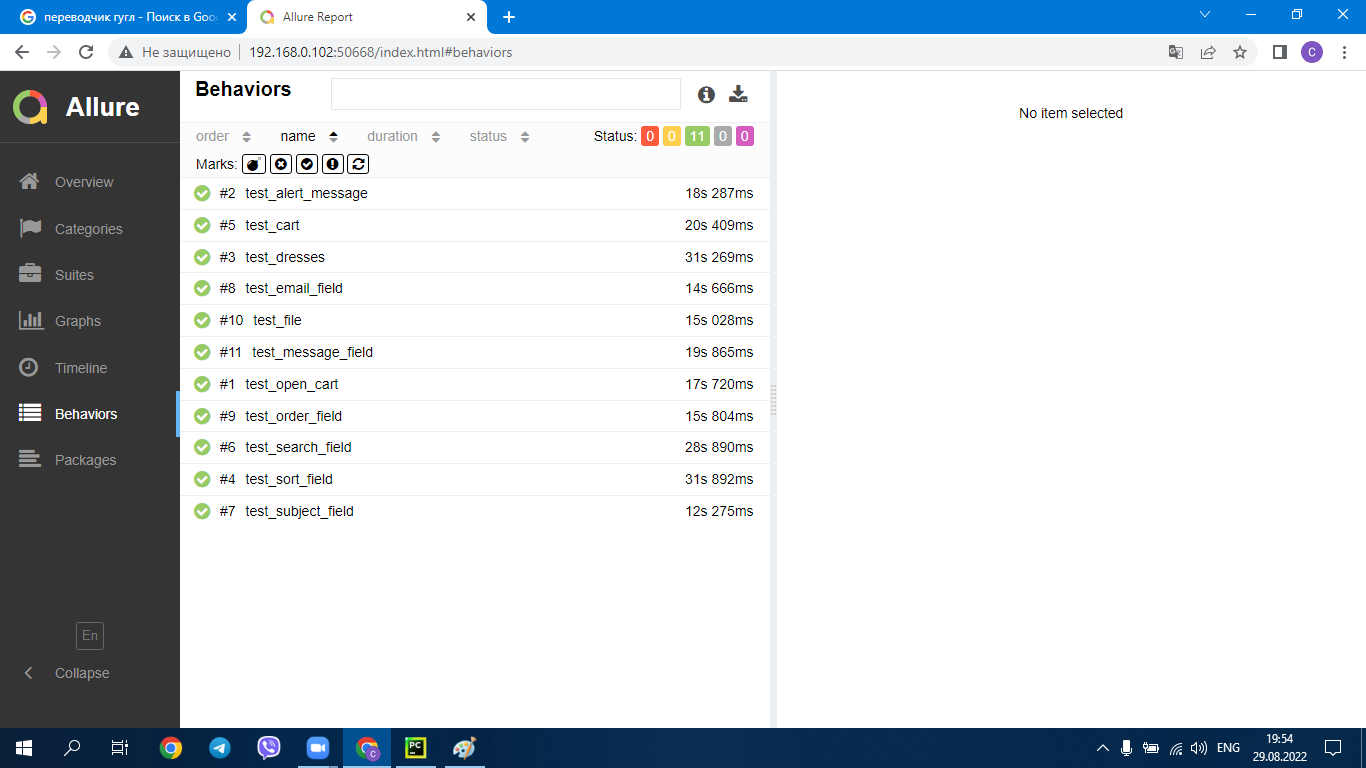 переводчик гугл - Поиск в Goo
Allure Report
Не защищено
192.168.0.102:50668/index.html#behaviors
С
Allure
Overview
Categories
Suites
Graphs
Timeline
Behaviors
Packages
En
Collapse
Behaviors
order name duration status Status: 0 0 11 0 0
Marks:
#2 test_alert_message 18s 287ms
#5 test_cart 20s 409ms
#3 test_dresses 31s 269ms
#8 test_email_field 14s 666ms
#10 test_file 15s 028ms
#11 test_message_field 19s 865ms
#1 test_open_cart 17s 720ms
#9 test_order_field 15s 804ms
#6 test_search_field 28s 890ms
#4 test_sort_field 31s 892ms
#7 test_subject_field 12s 275ms
No item selected
PC
С
ENG
19:54
29.08.2022